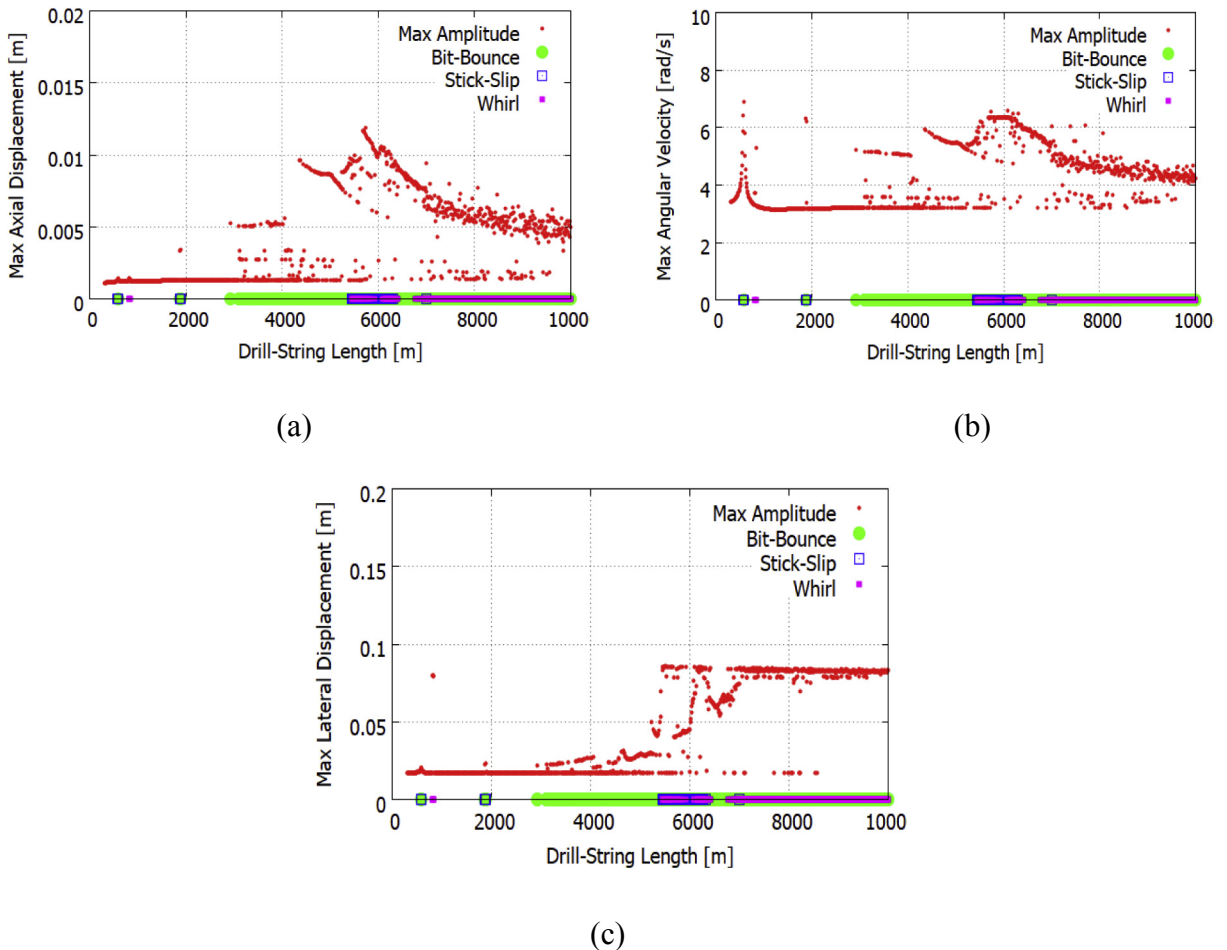 0.02
0.015
0.01
0.005
0
Max Axial Displacement [m]
Max Amplitude
Bit-Bounce
Stick-Slip
Whirl
0 2000 4000 6000 8000 1000
Drill-String Length [m]
(a)
10
8
6
4
2
0
Max Angular Velocity [rad/s]
Max Amplitude
Bit-Bounce
Stick-Slip
Whirl
0 2000 4000 6000 8000 1000
Drill-String Length [m]
(b)
0.2
0.15
0.1
0.05
0
Max Lateral Displacement [m]
Max Amplitude
Bit-Bounce
Stick-Slip
Whirl
0 2000 4000 6000 8000 1000
Drill-String Length [m]
(c)